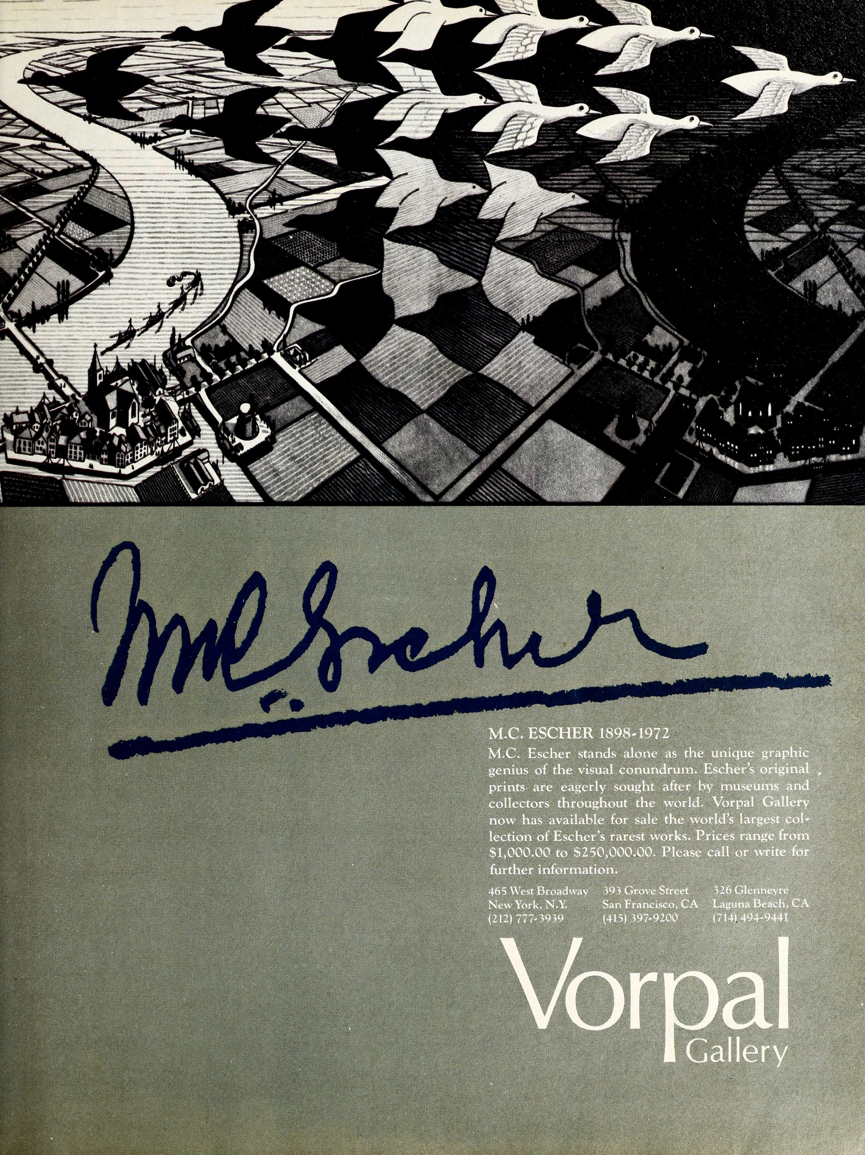 MCEscher
M.C. ESCHER 1898-1972
M.C. Escher stands alone as the unique graphic
genius of the visual conundrum. Escher's original
prints are eagerly sought after by museums and
collectors throughout the world. Vorpal Gallery
now has available for sale the world's largest col-
lection of Escher's rarest works. Prices range from
$1,000.00 to $250,000.00. Please call or write for
further information.
465 West Broadway 393 Grove Street 326 Glenneyre
New York, N.Y. San Francisco, CA Laguna Beach, CA
(212) 777-3939 (415) 397-9200 (714) 494-9441
Vorpal
Gallery